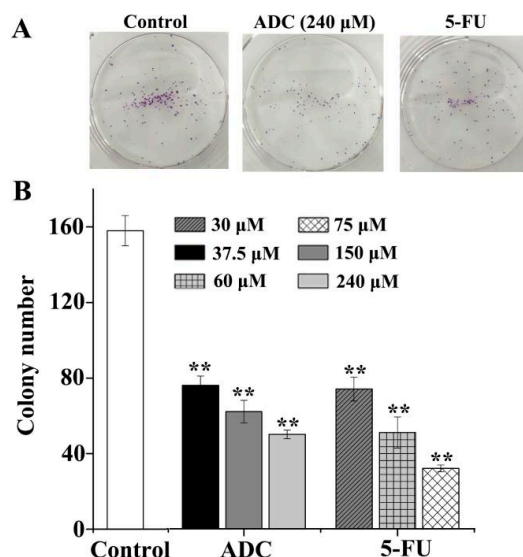 A
Control
ADC (240 μM)
5-FU
B
Colony number
160
120
80
40
0
30 μM
75 μM
37.5 μM
150 μM
60 μM
240 μM
**
**
**
**
**
**
Control
ADC
5-FU